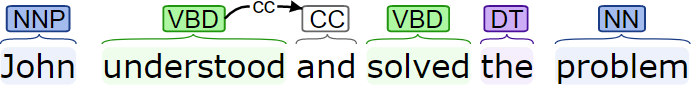 cc
NNP VBD CC VBD DT NN
John understood and solved the problem